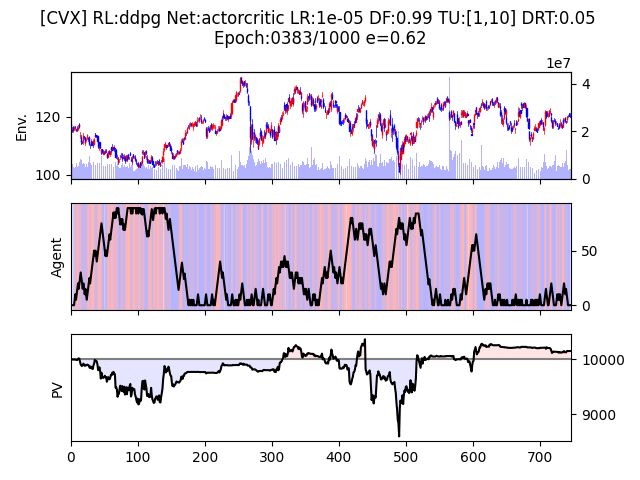 [CVX] RL:ddpg Net:actorcritic LR:1e-05 DF:0.99 TU:[1,10] DRT:0.05
Epoch:0383/1000 e=0.62
1e7
Env.
120
100
4
2
0
Agent
50
0
PV
10000
9000
0 100 200 300 400 500 600 700